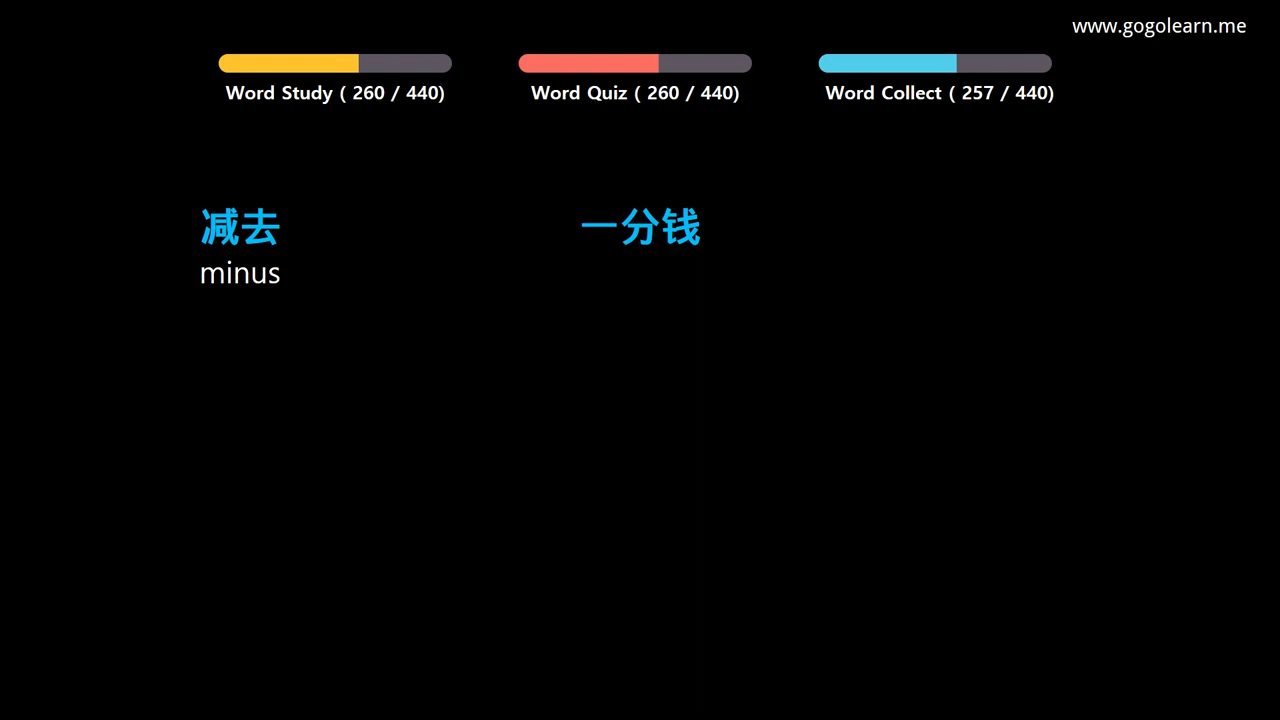 www.gogolearn.me
Word Study ( 260 / 440)
Word Quiz ( 260 / 440)
Word Collect ( 257 / 440)
减去
一分钱
minus